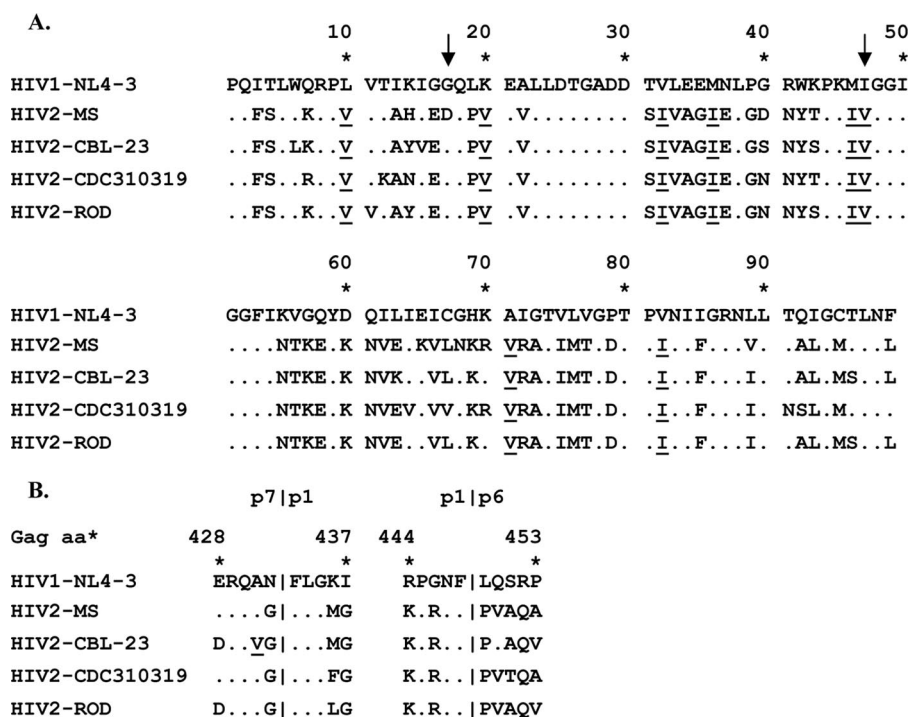 A.
10 20 30 40 50
* * * * *
HIV1-NL4-3 PQITLWQRPL VTIKIGGQLK EALLDTGADD TVLEEMNLPG RWKPKMIGGI
HIV2-MS ..FS..K..V ...AH.ED.PV .V........ SIVAGIE.GD NYT...IV...
HIV2-CBL-23 ..FS.LK..V ...AYVE..PV .V........ SIVAGIE.GS NYS...IV...
HIV2-CDC310319 ..FS..R..V ..KAN.E..PV .V........ SIVAGIE.GN NYT...IV...
HIV2-ROD ..FS..K..V V..AY.E..PV .V........ SIVAGIE.GN NYS...IV...
60 70 80 90
* * * *
HIV1-NL4-3 GGFIKVGQYD QILIEICGHK AIGTVLVGPT PVNIIGRNLL TQIGCTLNF
HIV2-MS ....NTKE.K NVE..KVLNKR VRA.IMT.D. .I..F...V. .AL.M...L
HIV2-CBL-23 ....NTKE.K NVK..VL.K. VRA.IMT.D. .I..F...I. .AL.MS..L
HIV2-CDC310319 ....NTKE.K NVEV.VV.KR VRA.IMT.D. .I..F...I. NSL.M....
HIV2-ROD ....NTKE.K NVE..VL.K. VRA.IMT.D. .I..F...I. .AL.MS..L
B.
p7|p1 p1|p6
Gag aa* 428 437 444 453
* * * *
HIV1-NL4-3 ERQAN|FLGKI RPGNF|LQSRP
HIV2-MS ....G|...MG K.R..|PVAQA
HIV2-CBL-23 D..VG|...MG K.R..|P.AQV
HIV2-CDC310319 ....G|...FG K.R..|PVTQA
HIV2-ROD D...G|...LG K.R..|PVAQV